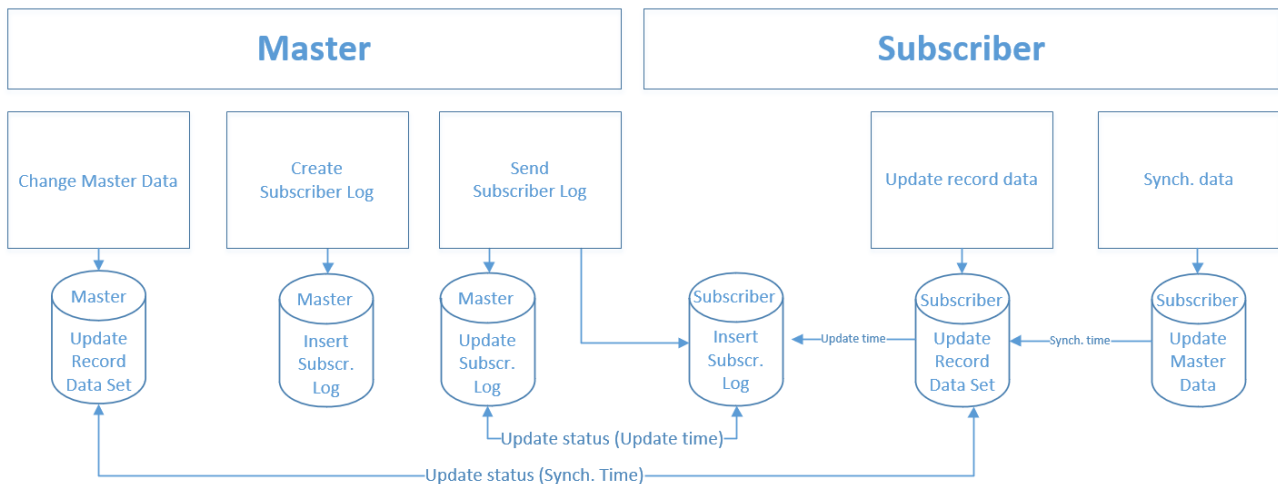 Master
Subscriber
Change Master Data
Create
Subscriber Log
Send
Subscriber Log
Update record data
Synch. data
Master
Update
Record
Data Set
Master
Insert
Subscr.
Log
Master
Update
Subscr.
Log
Subscriber
Insert
Subscr.
Log
Update time
Subscriber
Update
Record
Data Set
Synch. time
Subscriber
Update
Master
Data
Update status (Update time)
Update status (Synch. Time)